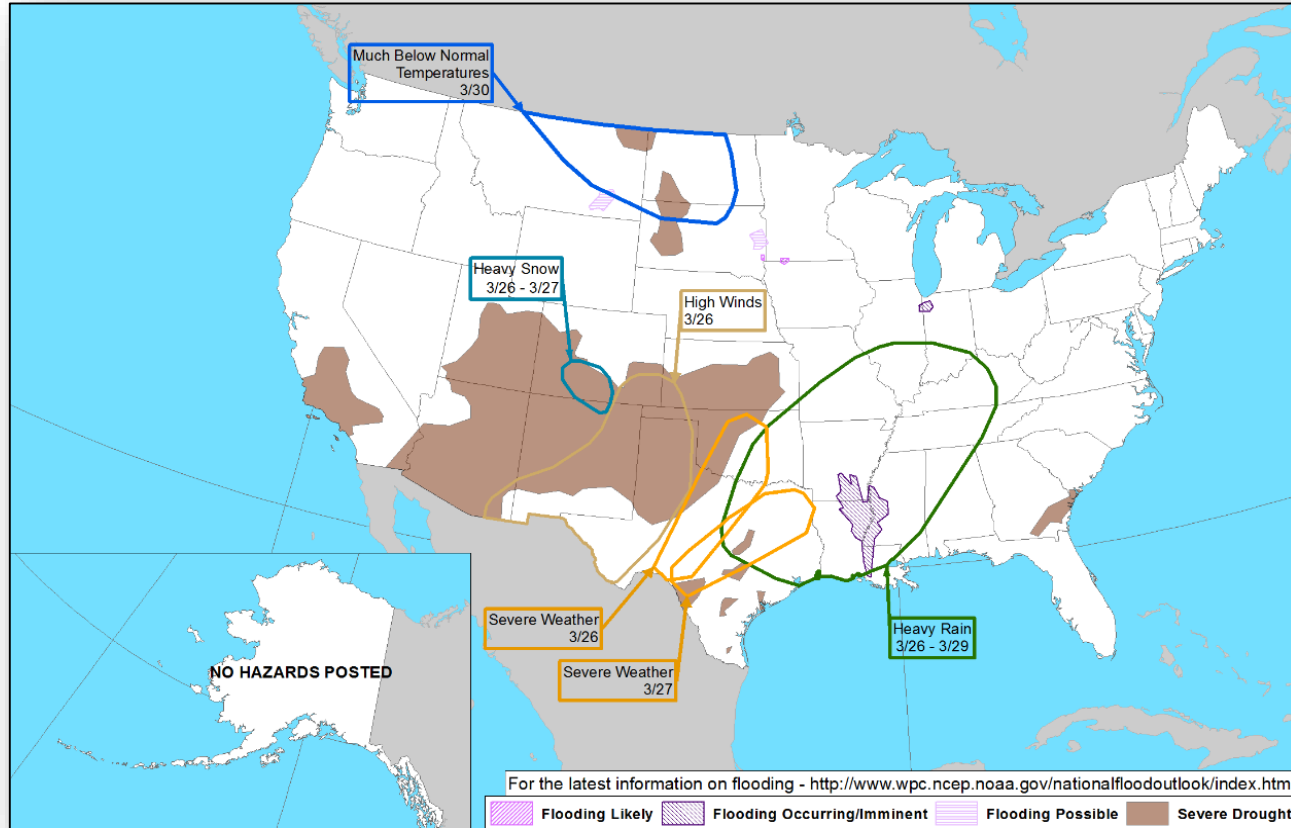 Much Below Normal
Temperatures
3/30
Heavy Snow
3/26 - 3/27
High Winds
3/26
Severe Weather
3/26
Severe Weather
3/27
Heavy Rain
3/26 - 3/29
NO HAZARDS POSTED
For the latest information on flooding - http://www.wpc.ncep.noaa.gov/nationalfloodoutlook/index.htm
Flooding Likely
Flooding Occurring/Imminent
Flooding Possible
Severe Drought